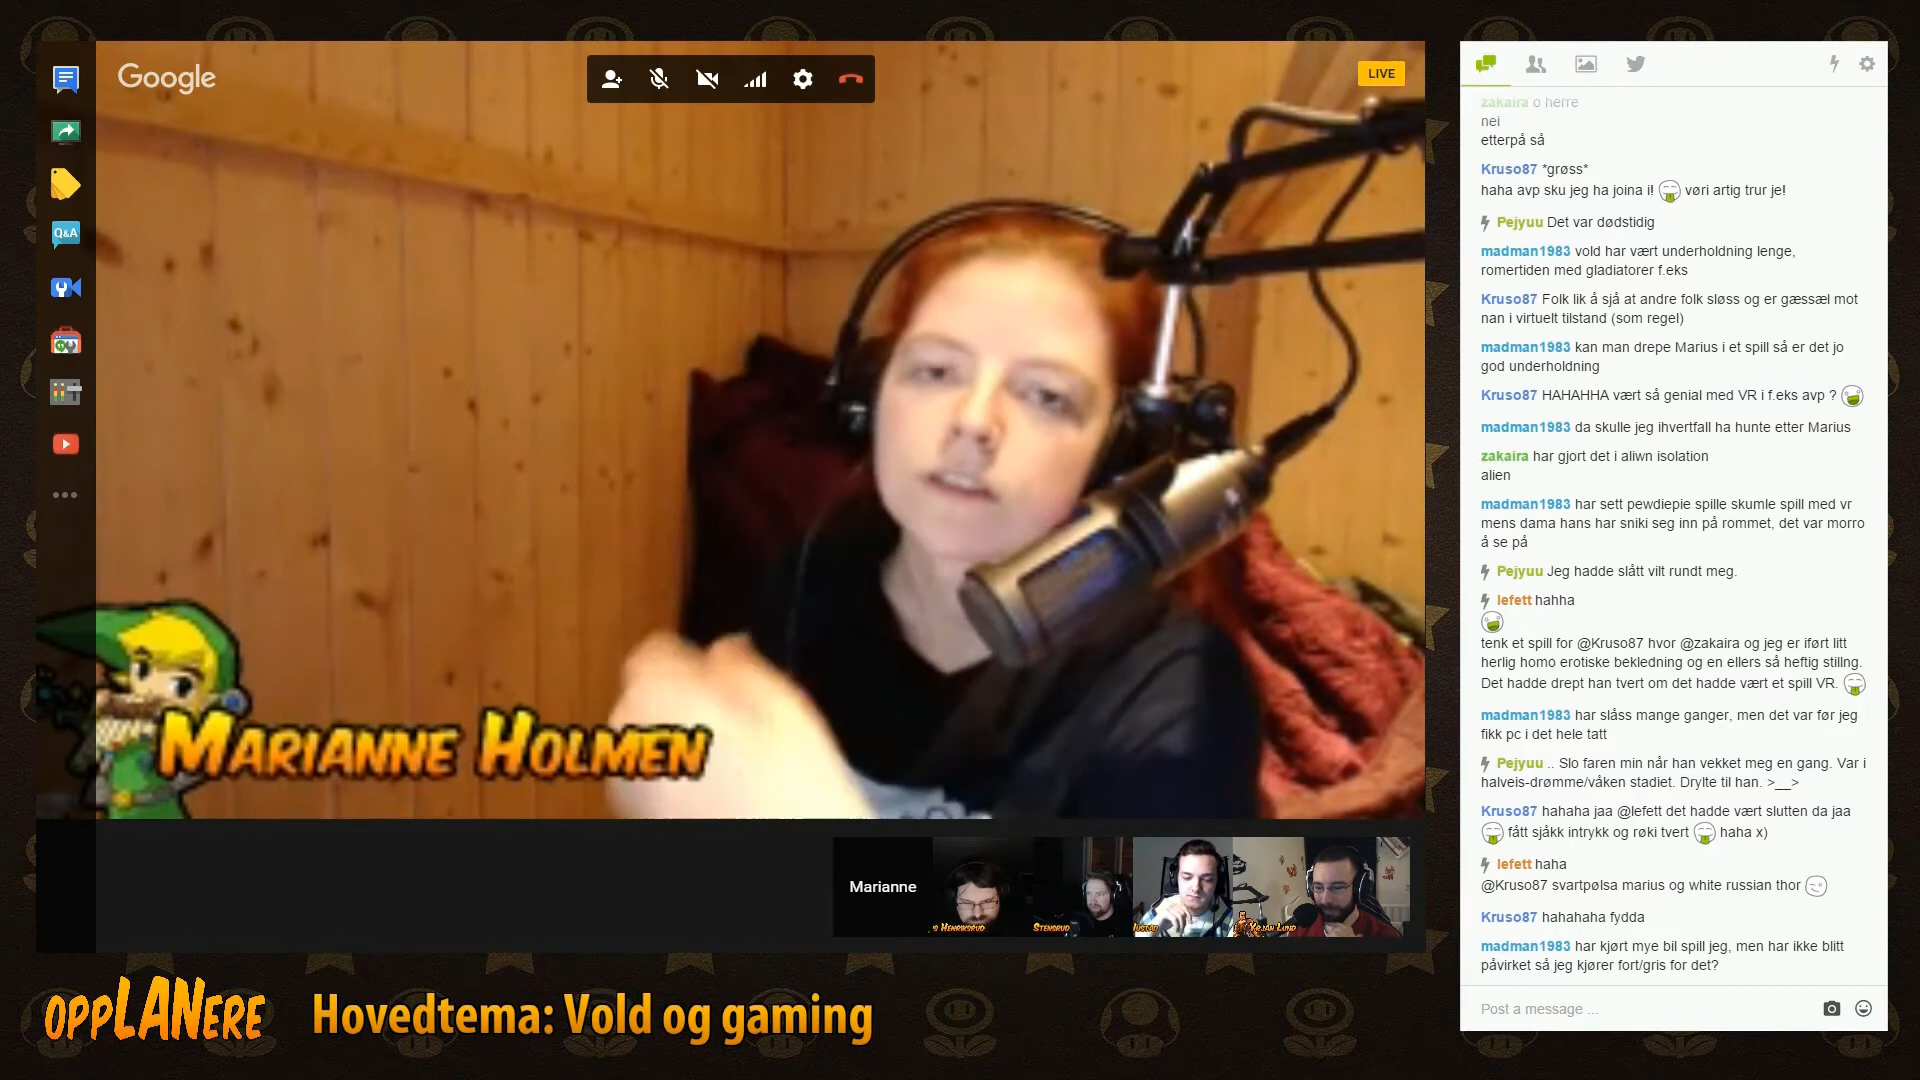 Google
LIVE
Q&A
MARIANNE HOLMEN
Marianne
HENRIKSRUD
STENSRUD
LUND
oppLANere
Hovedtema: Vold og gaming
zakaira o herre
nei
etterpå så
Kruso87 *grøss*
haha avp sku jeg ha joina i! vøri artig trur je!
Pejyuu Det var dødstidig
madman1983 vold har vært underholdning lenge,
romertiden med gladiatorer f.eks
Kruso87 Folk lik å sjå at andre folk sløss og er gæssæl mot
nan i virtuelt tilstand (som regel)
madman1983 kan man drepe Marius i et spill så er det jo
god underholdning
Kruso87 HAHAHHA vært så genial med VR i f.eks avp ?
madman1983 da skulle jeg ihvertfall ha hunte etter Marius
zakaira har gjort det i aliwn isolation
alien
madman1983 har sett pewdiepie spille skumle spill med vr
mens dama hans har sniki seg inn på rommet, det var morro
å se på
Pejyuu Jeg hadde slått vilt rundt meg.
lefett hahha
tenk et spill for @Kruso87 hvor @zakaira og jeg er iført litt
herlig homo erotiske bekledning og en ellers så heftig stillng.
Det hadde drept han tvert om det hadde vært et spill VR.
madman1983 har slåss mange ganger, men det var før jeg
fikk pc i det hele tatt
Pejyuu .. Slo faren min når han vekket meg en gang. Var i
halveis-drømme/våken stadiet. Drylte til han. >__>
Kruso87 hahaha jaa @lefett det hadde vært slutten da jaa
fått sjåkk intrykk og røki tvert haha x)
lefett haha
@Kruso87 svartpølsa marius og white russian thor
Kruso87 hahahaha fydda
madman1983 har kjørt mye bil spill jeg, men har ikke blitt
påvirket så jeg kjører fort/gris for det?
Post a message ...